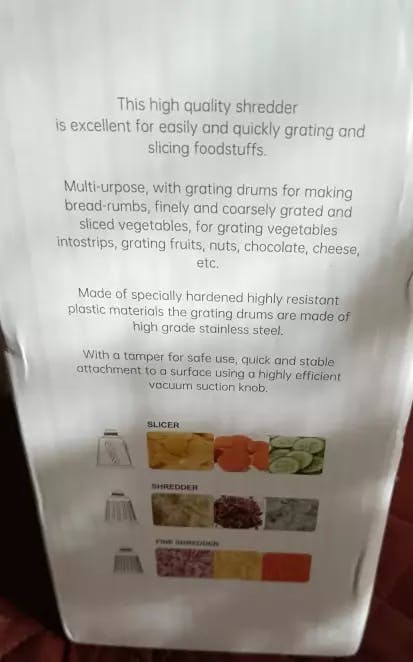 This high quality shredder
is excellent for easily and quickly grating and
slicing foodstuffs.
Multi-urpose, with grating drums for making
bread-rumbs, finely and coarsely grated and
sliced vegetables, for grating vegetables
intostrips, grating fruits, nuts, chocolate, cheese,
etc.
Made of specially hardened highly resistant
plastic materials the grating drums are made of
high grade stainless steel.
With a tamper for safe use, quick and stable
attachment to a surface using a highly efficient
vacuum suction knob.
SLICER
SHREDDER
FINE SHREDDER